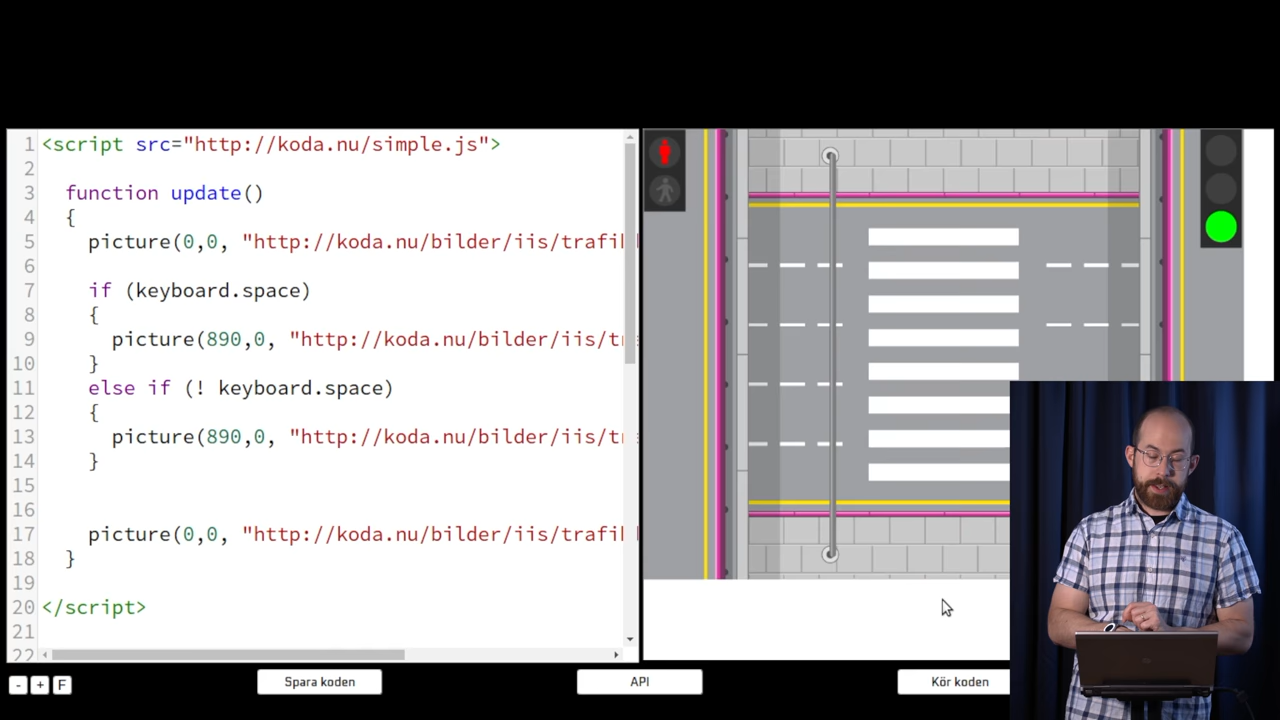 1 <script src="http://koda.nu/simple.js">
2
3 function update()
4 {
5 picture(0,0, "http://koda.nu/bilder/iis/trafil
6
7 if (keyboard.space)
8 {
9 picture(890,0, "http://koda.nu/bilder/iis/tr
10 }
11 else if (! keyboard.space)
12 {
13 picture(890,0, "http://koda.nu/bilder/iis/tr
14 }
15
16
17 picture(0,0, "http://koda.nu/bilder/iis/trafil
18 }
19
20 </script>
21
22
- + F Spara koden API Kör koden